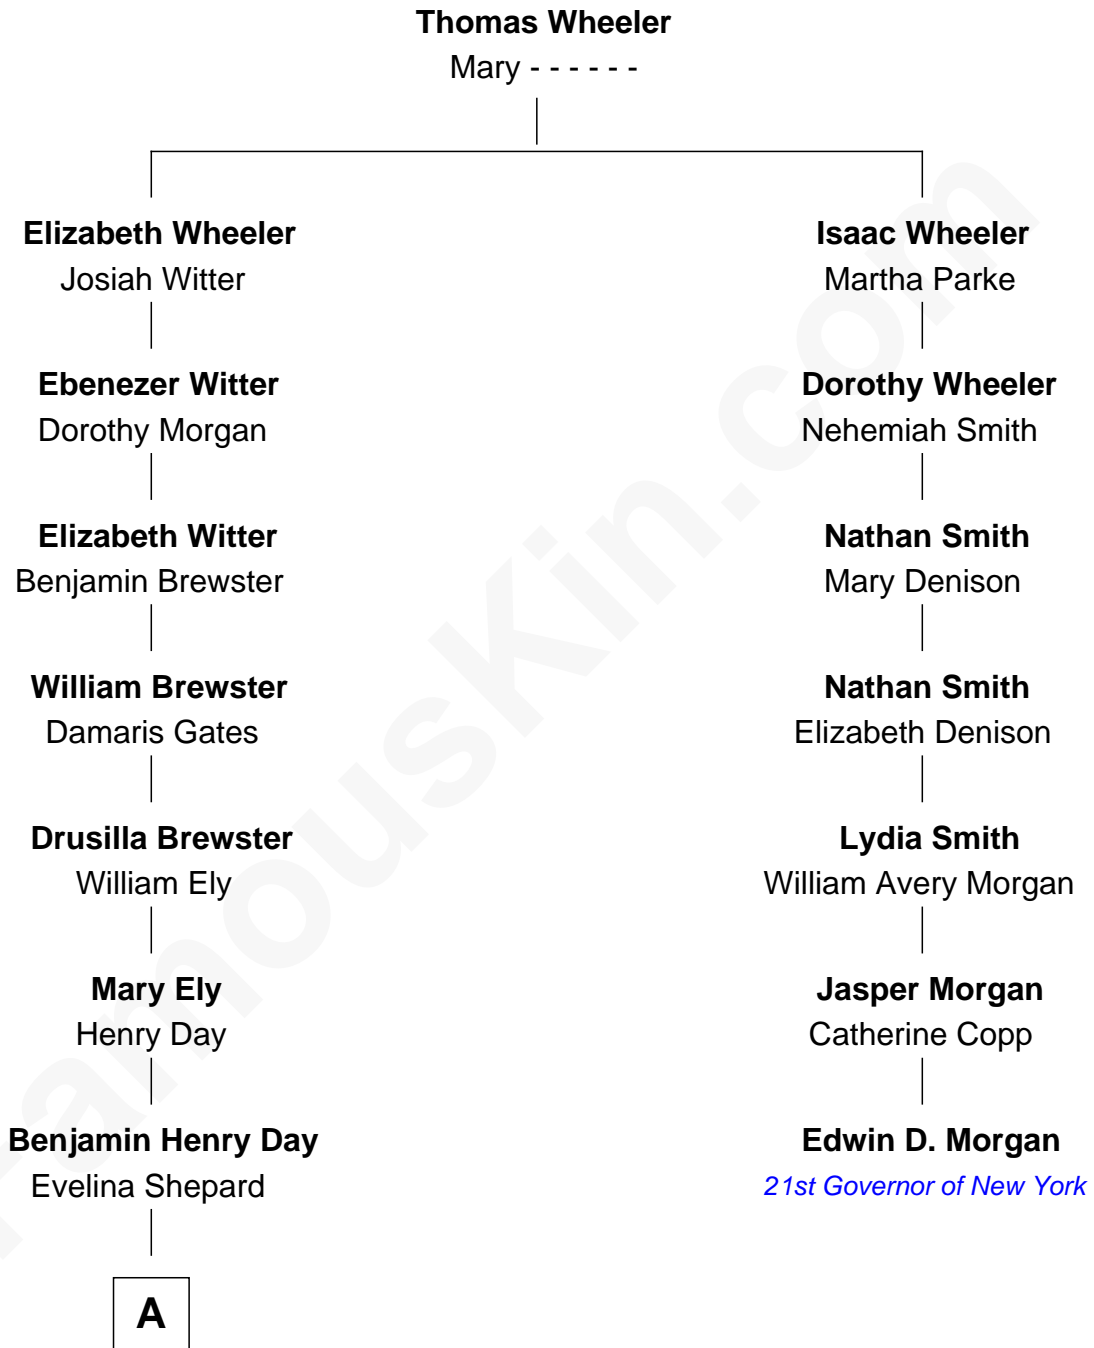 Thomas Wheeler
Mary - - - - - -
Elizabeth Wheeler
Josiah Witter
Isaac Wheeler
Martha Parke
Ebenezer Witter
Dorothy Morgan
Dorothy Wheeler
Nehemiah Smith
Elizabeth Witter
Benjamin Brewster
Nathan Smith
Mary Denison
William Brewster
Damaris Gates
Nathan Smith
Elizabeth Denison
Drusilla Brewster
William Ely
Lydia Smith
William Avery Morgan
Mary Ely
Henry Day
Jasper Morgan
Catherine Copp
Benjamin Henry Day
Evelina Shepard
Edwin D. Morgan
21st Governor of New York
A
FamousKin.com